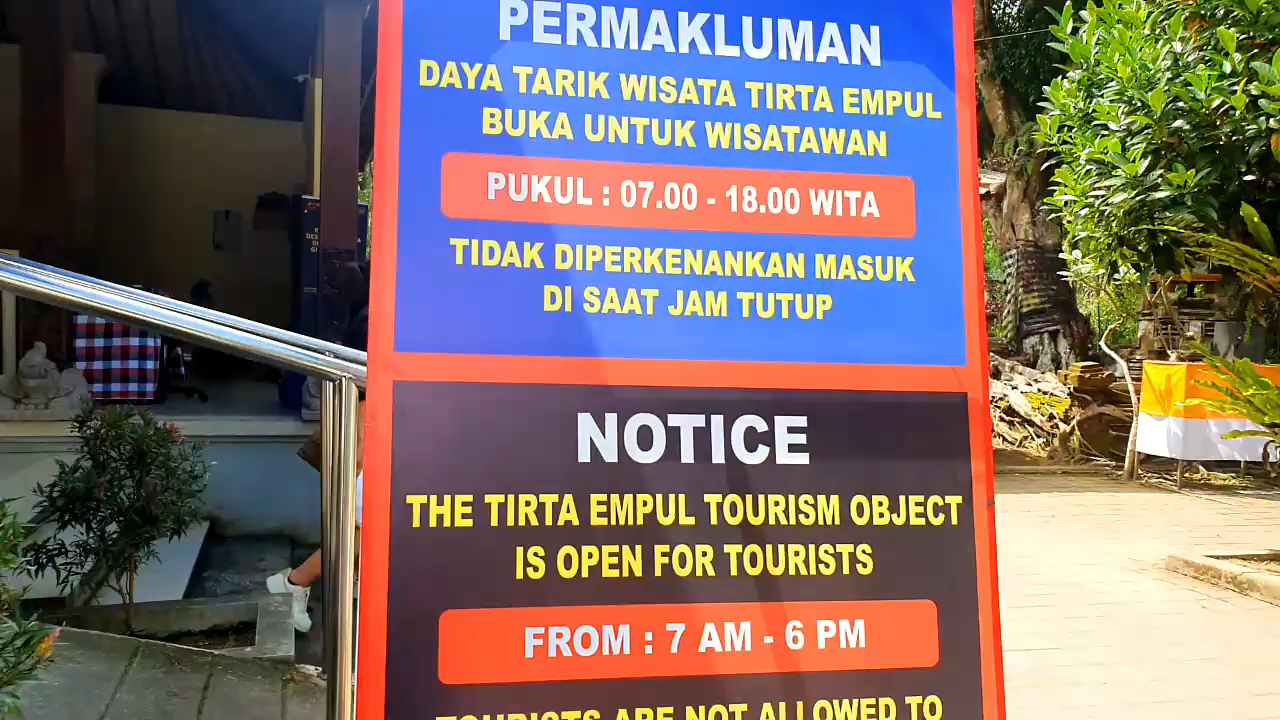 PERMAKLUMAN
DAYA TARIK WISATA TIRTA EMPUL
BUKA UNTUK WISATAWAN
PUKUL : 07.00 - 18.00 WITA
TIDAK DIPERKENANKAN MASUK
DI SAAT JAM TUTUP
NOTICE
THE TIRTA EMPUL TOURISM OBJECT
IS OPEN FOR TOURISTS
FROM : 7 AM - 6 PM
TOURISTS ARE NOT ALLOWED TO